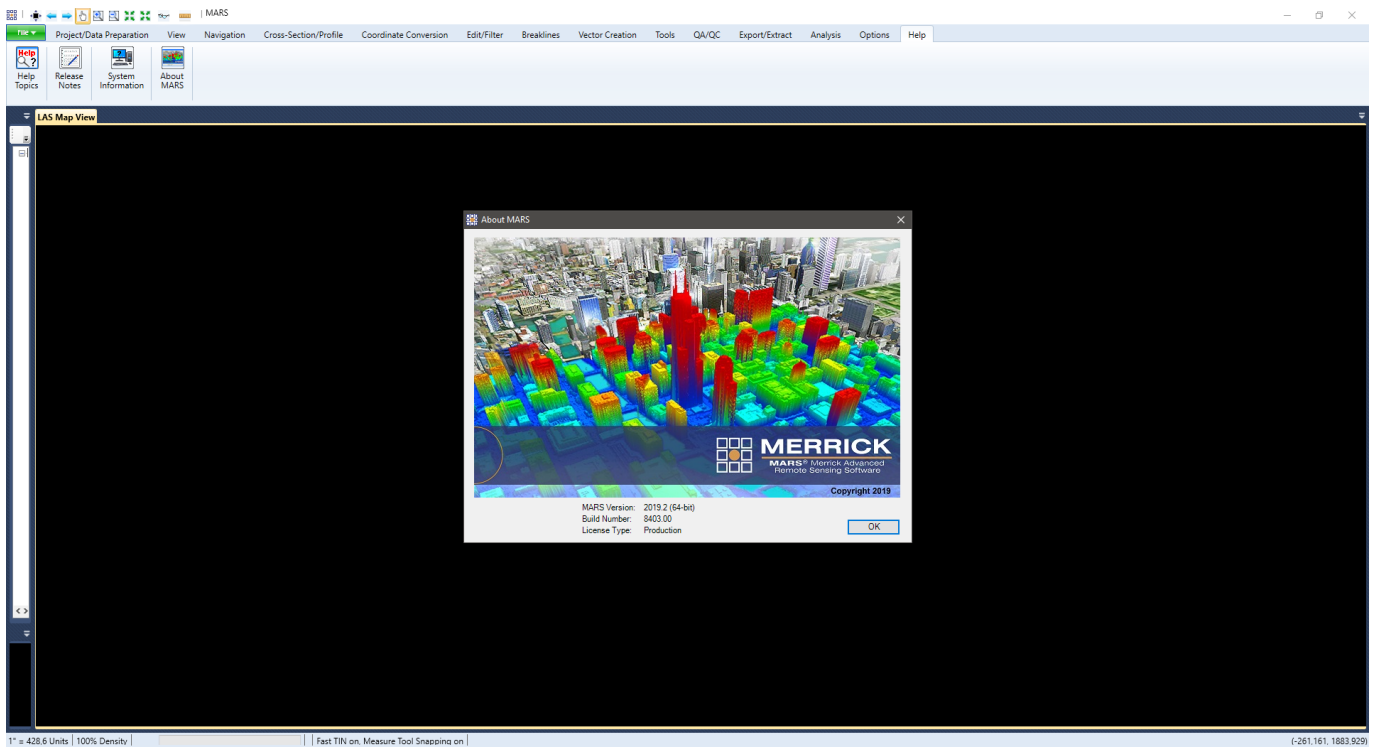 MARS
File
Project/Data Preparation View Navigation Cross-Section/Profile Coordinate Conversion Edit/Filter Breaklines Vector Creation Tools QA/QC Export/Extract Analysis Options Help
Help
Help Topics
Release Notes
System Information
About MARS
LAS Map View
About MARS
MERRICK
MARS® Merrick Advanced
Remote Sensing Software
Copyright 2019
MARS Version: 2019.2 (64-bit)
Build Number: 8403.00
License Type: Production
OK
1" = 428.6 Units 100% Density Fast TIN on, Measure Tool Snapping on (-261,161, 1883,929)